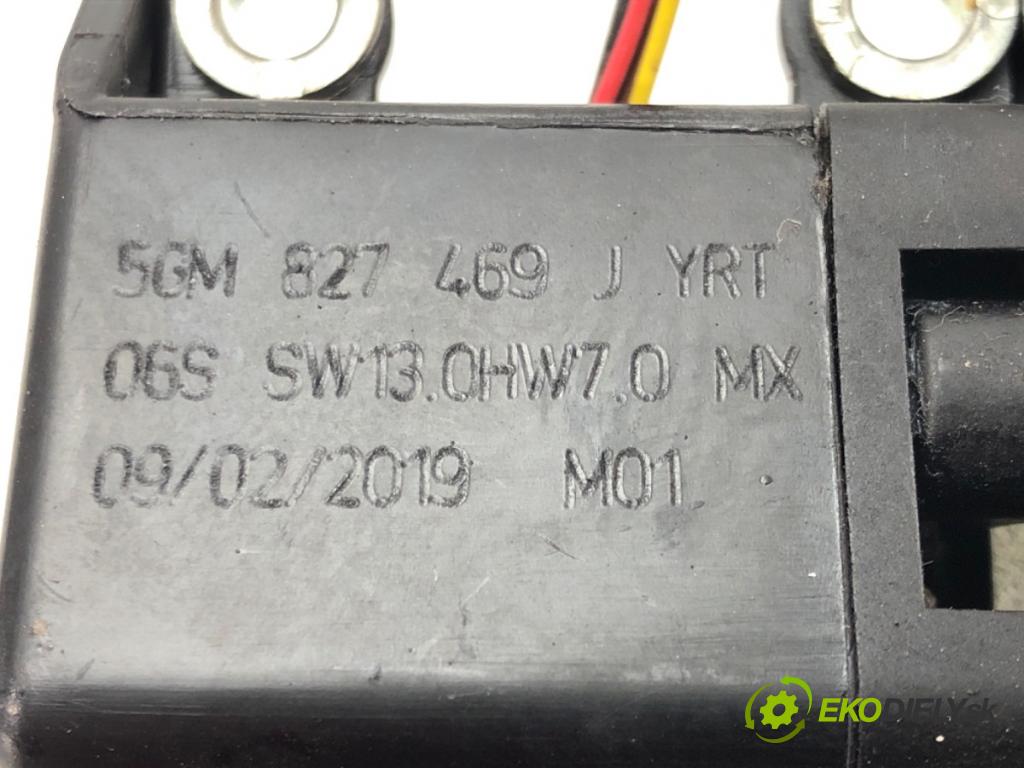 5GM 827 469 J YRT
06S SW13.0HW7.0 MX
09/02/2019 M01
EKODIELY.sk